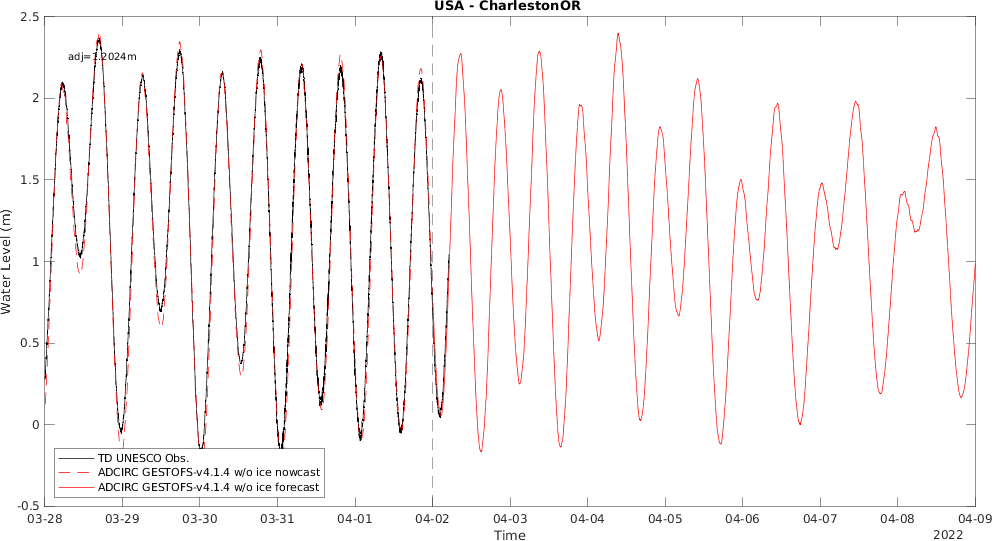 USA - CharlestonOR
2.5
adj=1.2024m
2
1.5
1
0.5
0
-0.5
Water Level (m)
TD UNESCO Obs.
ADCIRC GESTOFS-v4.1.4 w/o ice nowcast
ADCIRC GESTOFS-v4.1.4 w/o ice forecast
03-28 03-29 03-30 03-31 04-01 04-02 04-03 04-04 04-05 04-06 04-07 04-08 04-09
Time
2022